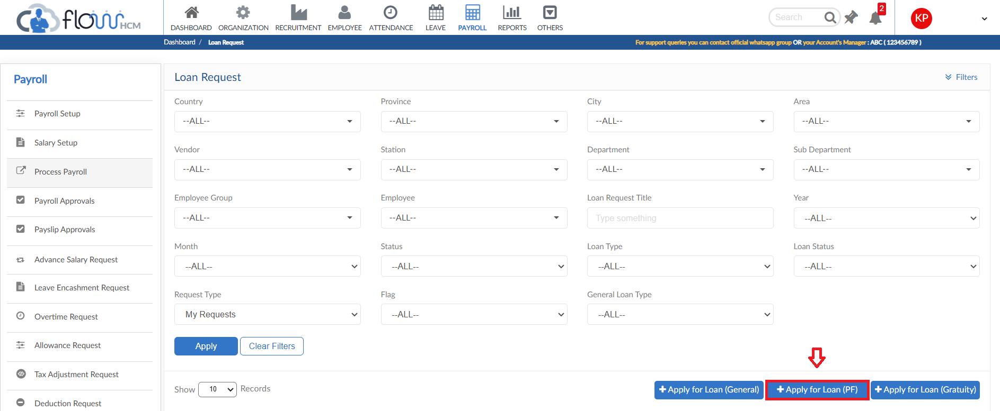 flowHCM
DASHBOARD ORGANIZATION RECRUITMENT EMPLOYEE ATTENDANCE LEAVE PAYROLL REPORTS OTHERS
Search
2
KP
Dashboard / Loan Request
For support queries you can contact official whatsapp group OR your Account's Manager : ABC ( 123456789 )
Payroll
Payroll Setup
Salary Setup
Process Payroll
Payroll Approvals
Payslip Approvals
Advance Salary Request
Leave Encashment Request
Overtime Request
Allowance Request
Tax Adjustment Request
Deduction Request
Loan Request
Filters
Country Province City Area
--ALL-- --ALL-- --ALL-- --ALL--
Vendor Station Department Sub Department
--ALL-- --ALL-- --ALL-- --ALL--
Employee Group Employee Loan Request Title Year
--ALL-- --ALL-- Type something --ALL--
Month Status Loan Type Loan Status
--ALL-- --ALL-- --ALL-- --ALL--
Request Type Flag General Loan Type
My Requests --ALL-- --ALL--
Apply Clear Filters
Show 10 Records
+ Apply for Loan (General) + Apply for Loan (PF) + Apply for Loan (Gratuity)